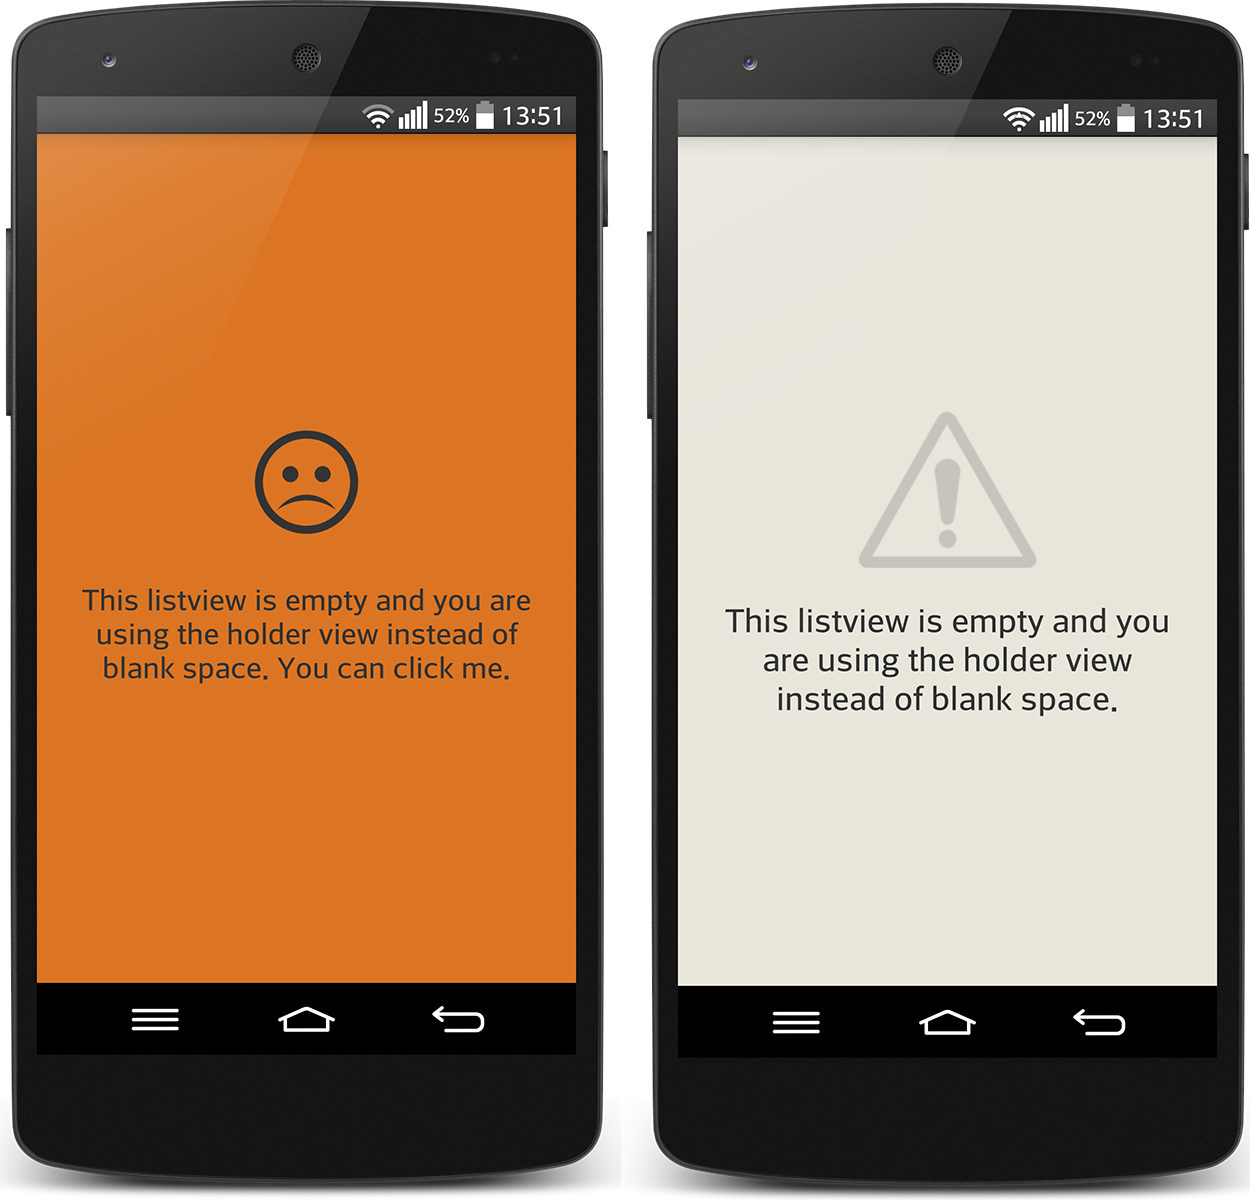 52% 13:51
This listview is empty and you are
using the holder view instead of
blank space. You can click me.
52% 13:51
This listview is empty and you
are using the holder view
instead of blank space.